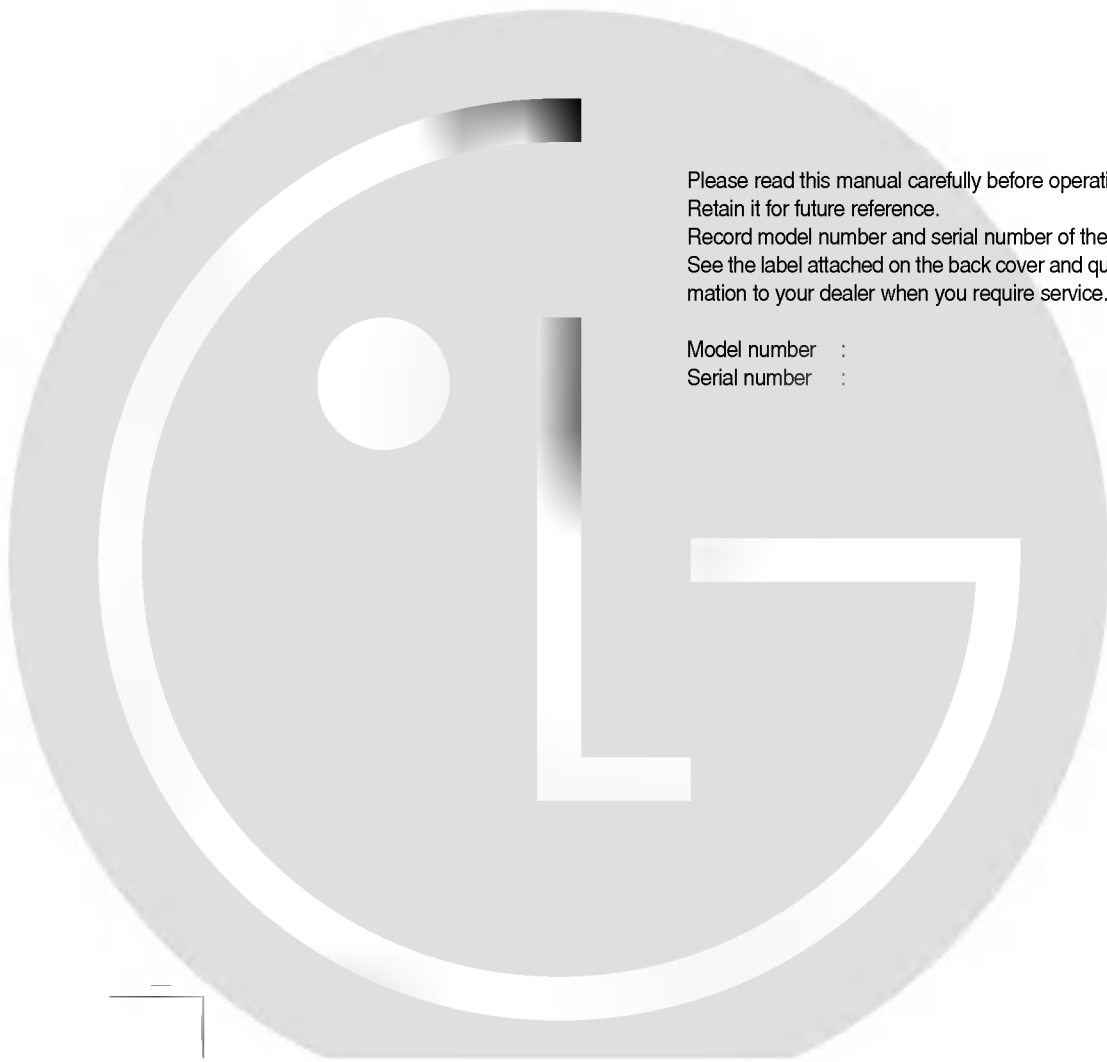 Please read this manual carefully before operati
Retain it for future reference.
Record model number and serial number of the
See the label attached on the back cover and qu
mation to your dealer when you require service.
Model number :
Serial number :